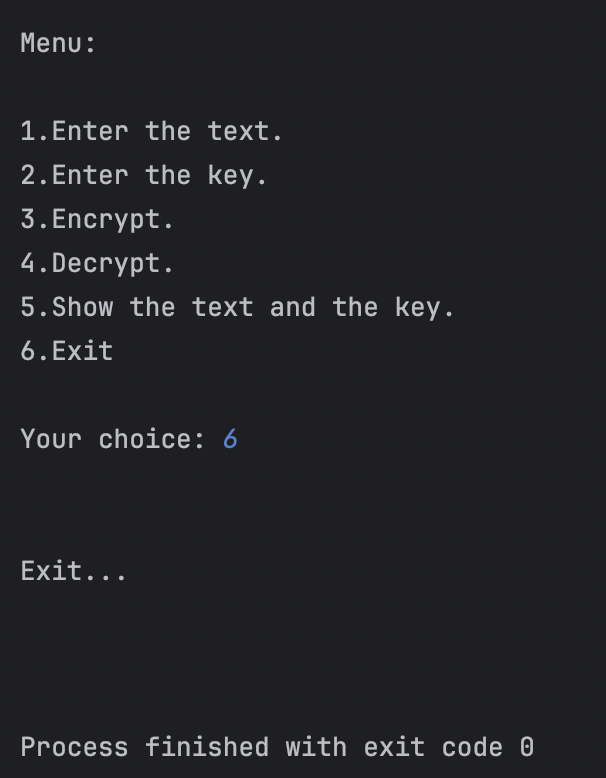 Menu:
1.Enter the text.
2.Enter the key.
3.Encrypt.
4.Decrypt.
5.Show the text and the key.
6.Exit
Your choice: 6
Exit...
Process finished with exit code 0